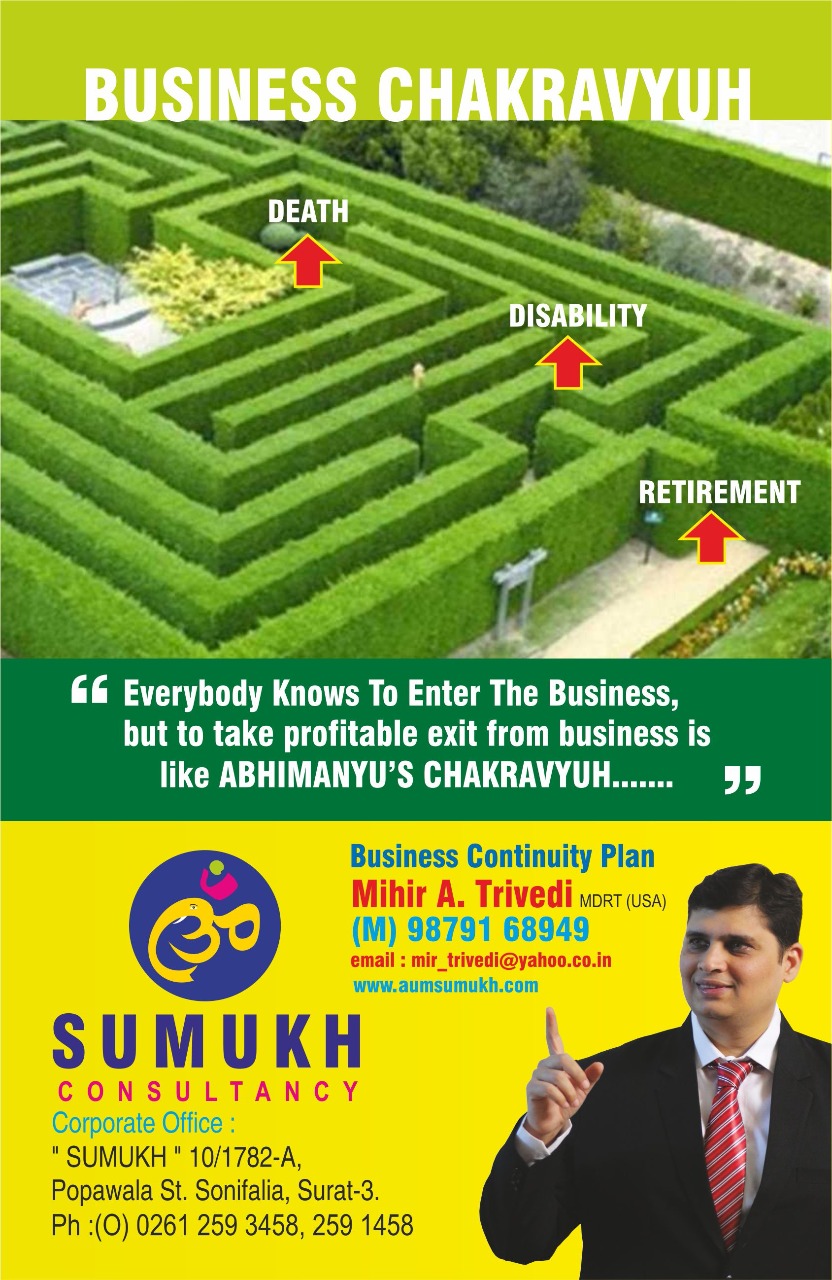 BUSINESS CHAKRAVYUH
DEATH
DISABILITY
RETIREMENT
“ Everybody Knows To Enter The Business,
but to take profitable exit from business is
like ABHIMANYU’S CHAKRAVYUH....... ”
Business Continuity Plan
Mihir A. Trivedi MDRT (USA)
(M) 98791 68949
email : mir_trivedi@yahoo.co.in
www.aumsumukh.com
SUMUKH
CONSULTANCY
Corporate Office :
" SUMUKH " 10/1782-A,
Popawala St. Sonifalia, Surat-3.
Ph :(O) 0261 259 3458, 259 1458